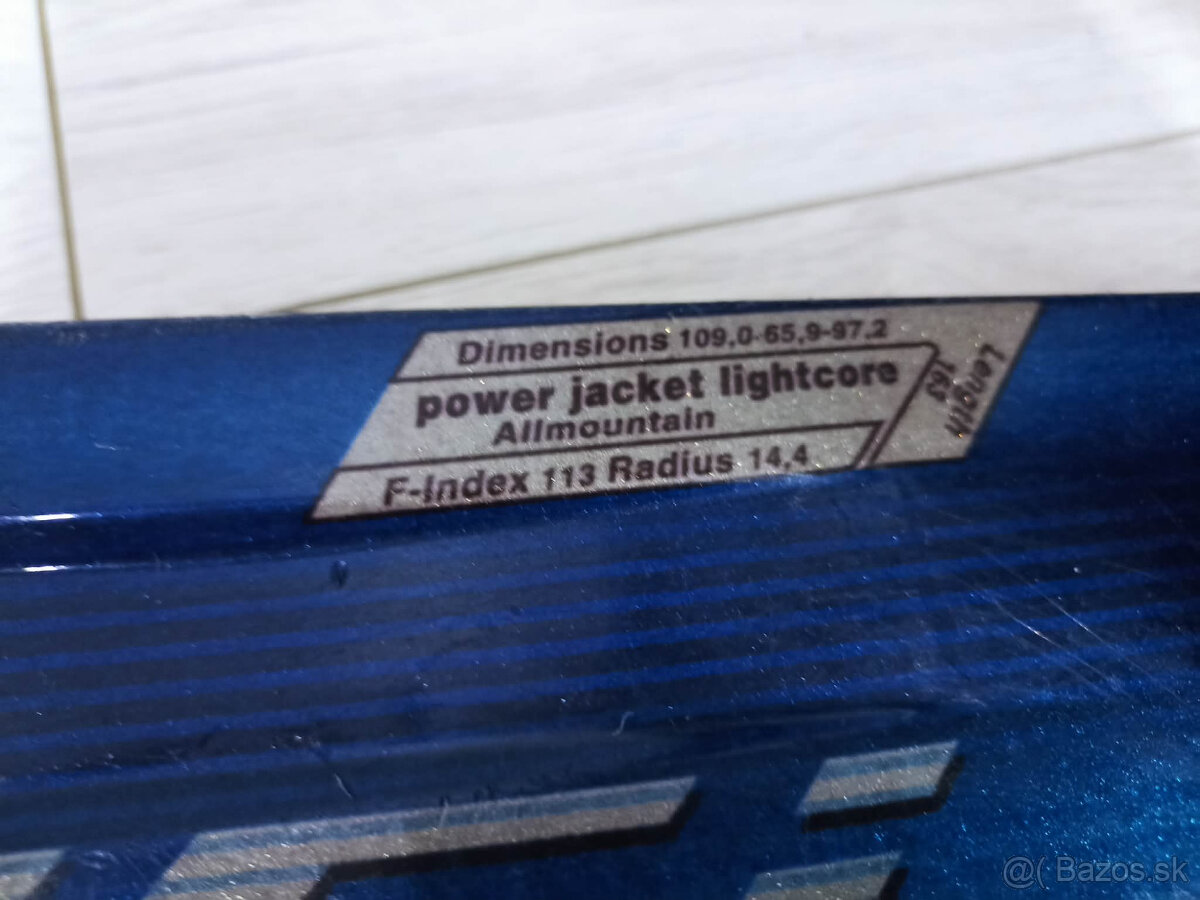 Dimensions 109,0-65,9-97,2
power jacket lightcore
Allmountain
F-Index 113 Radius 14,4
Length
163
@( Bazos.sk